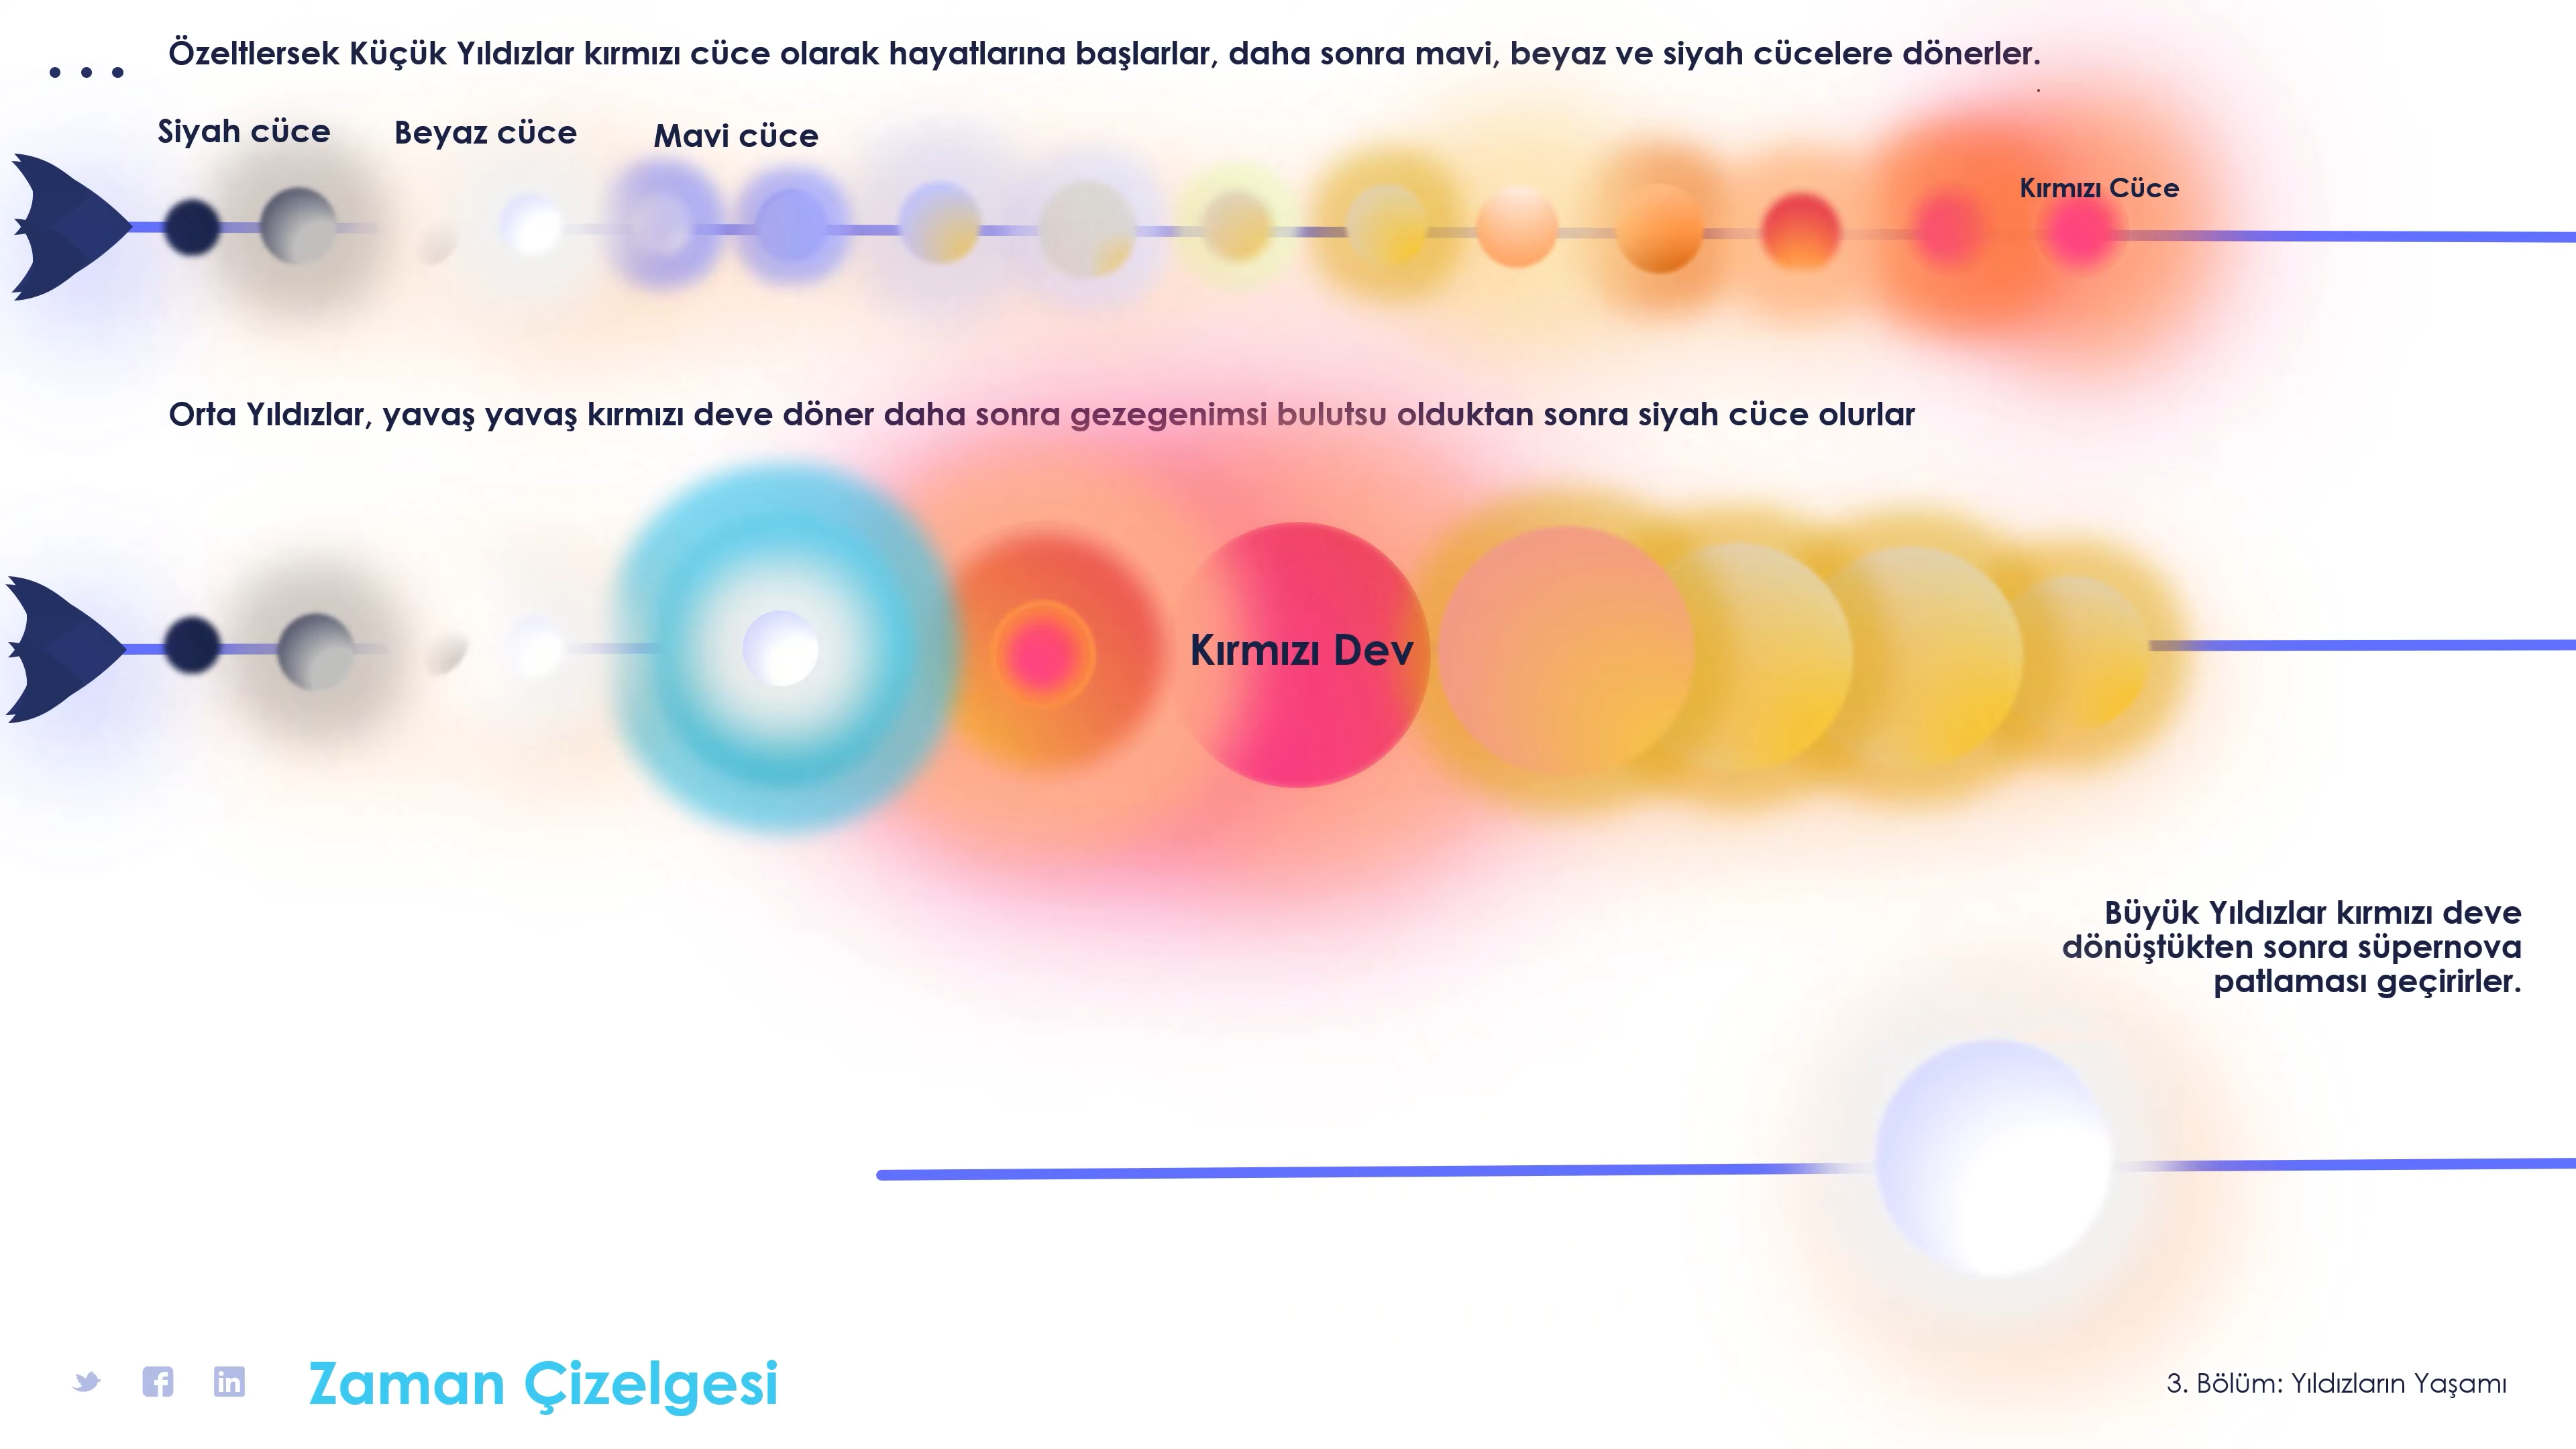 Özeltlersek Küçük Yıldızlar kırmızı cüce olarak hayatlarına başlarlar, daha sonra mavi, beyaz ve siyah cücelere dönerler.
Siyah cüce
Beyaz cüce
Mavi cüce
Kırmızı Cüce
Orta Yıldızlar, yavaş yavaş kırmızı deve döner daha sonra gezegenimsi bulutsu olduktan sonra siyah cüce olurlar
Kırmızı Dev
Büyük Yıldızlar kırmızı deve
dönüştükten sonra süpernova
patlaması geçirirler.
Zaman Çizelgesi
3. Bölüm: Yıldızların Yaşamı